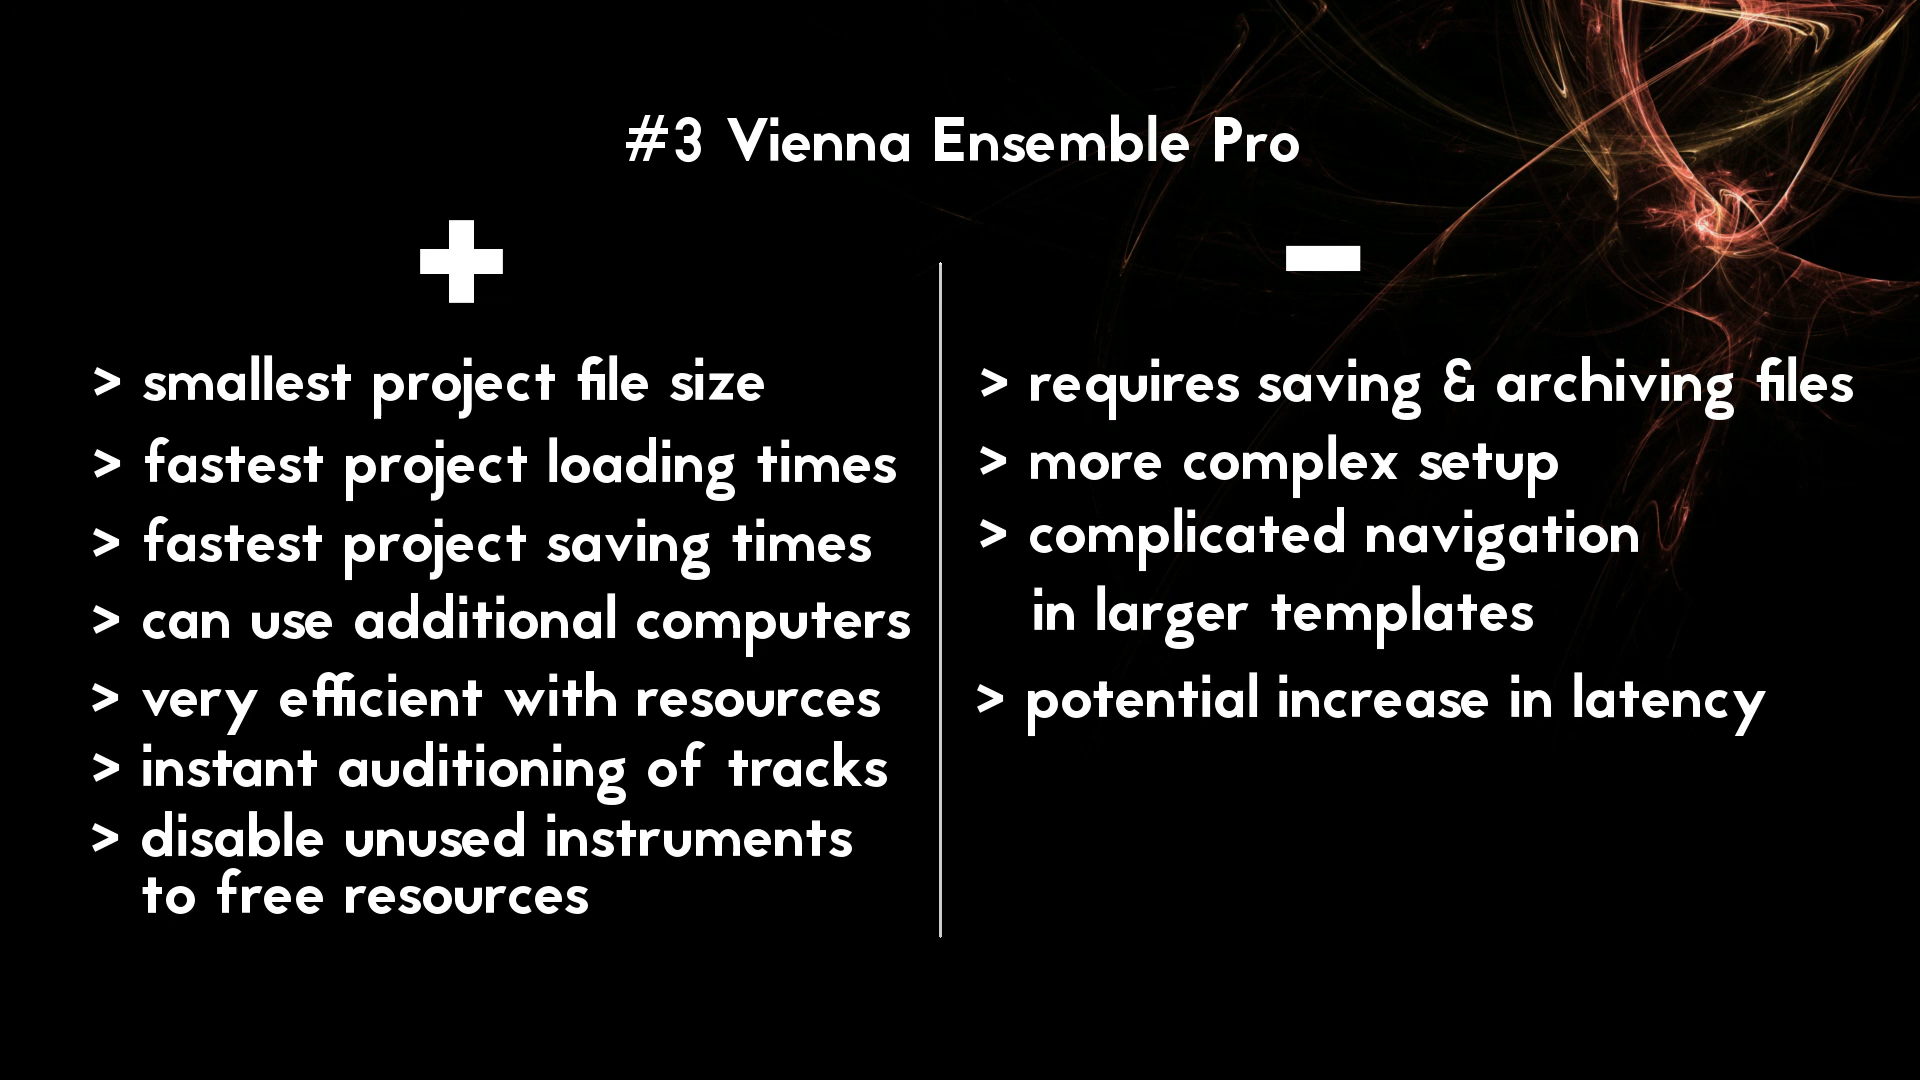 #3 Vienna Ensemble Pro
+
> smallest project file size
> fastest project loading times
> fastest project saving times
> can use additional computers
> very efficient with resources
> instant auditioning of tracks
> disable unused instruments
to free resources
-
> requires saving & archiving files
> more complex setup
> complicated navigation
in larger templates
> potential increase in latency